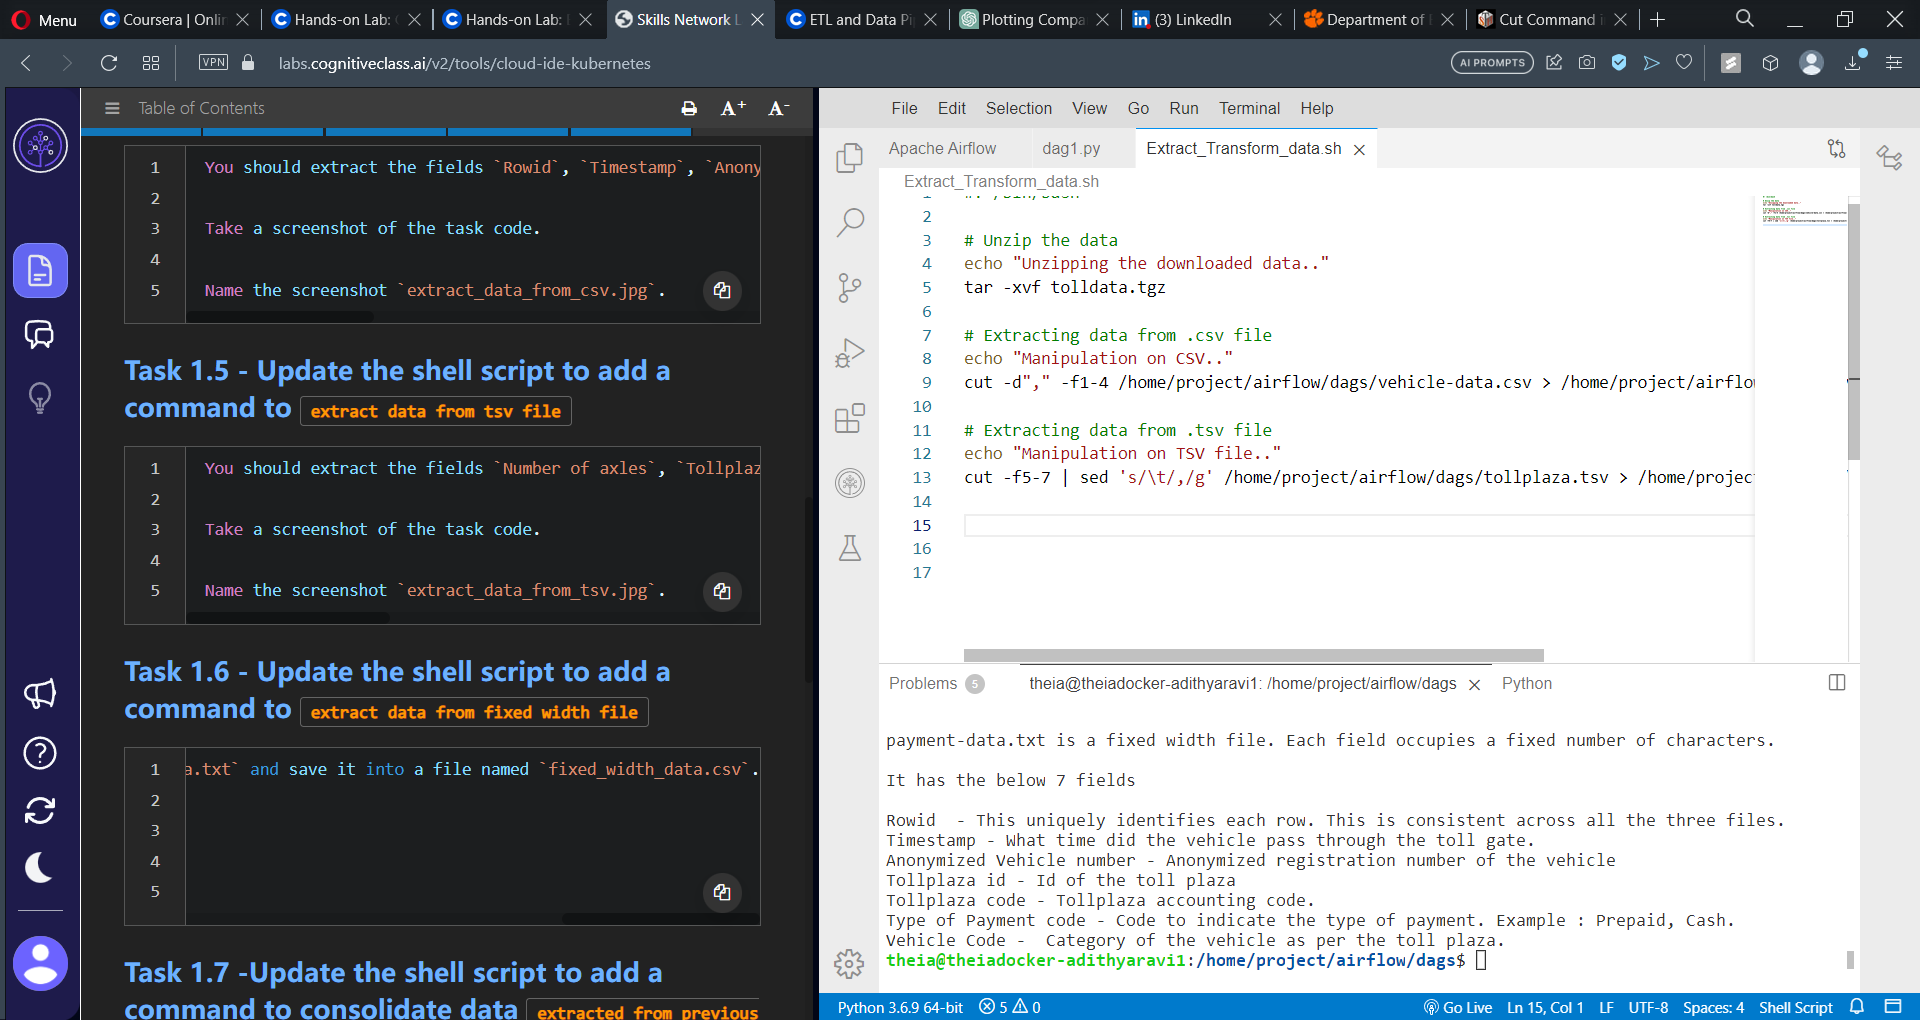 Menu
Coursera | Onlin
Hands-on Lab:
Hands-on Lab:
Skills Network L
ETL and Data Pi
Plotting Compa
(3) LinkedIn
Department of
Cut Command i
VPN
labs.cognitiveclass.ai/v2/tools/cloud-ide-kubernetes
AI PROMPTS
Table of Contents
A+
A-
1 You should extract the fields `Rowid`, `Timestamp`, `Anony
2
3 Take a screenshot of the task code.
4
5 Name the screenshot `extract_data_from_csv.jpg`.
Task 1.5 - Update the shell script to add a
command to extract data from tsv file
1 You should extract the fields `Number of axles`, `Tollplaz
2
3 Take a screenshot of the task code.
4
5 Name the screenshot `extract_data_from_tsv.jpg`.
Task 1.6 - Update the shell script to add a
command to extract data from fixed width file
1 a.txt` and save it into a file named `fixed_width_data.csv`.
2
3
4
5
Task 1.7 -Update the shell script to add a
command to consolidate data extracted from previous
File Edit Selection View Go Run Terminal Help
Apache Airflow
dag1.py
Extract_Transform_data.sh
Extract_Transform_data.sh
2
3 # Unzip the data
4 echo "Unzipping the downloaded data.."
5 tar -xvf tolldata.tgz
6
7 # Extracting data from .csv file
8 echo "Manipulation on CSV.."
9 cut -d"," -f1-4 /home/project/airflow/dags/vehicle-data.csv > /home/project/airflo
10
11 # Extracting data from .tsv file
12 echo "Manipulation on TSV file.."
13 cut -f5-7 | sed 's/\t/,/g' /home/project/airflow/dags/tollplaza.tsv > /home/projec
14
15
16
17
Problems 5
theia@theiadocker-adithyaravi1: /home/project/airflow/dags
Python
payment-data.txt is a fixed width file. Each field occupies a fixed number of characters.
It has the below 7 fields
Rowid  - This uniquely identifies each row. This is consistent across all the three files.
Timestamp - What time did the vehicle pass through the toll gate.
Anonymized Vehicle number - Anonymized registration number of the vehicle
Tollplaza id - Id of the toll plaza
Tollplaza code - Tollplaza accounting code.
Type of Payment code - Code to indicate the type of payment. Example : Prepaid, Cash.
Vehicle Code -  Category of the vehicle as per the toll plaza.
theia@theiadocker-adithyaravi1:/home/project/airflow/dags$
Python 3.6.9 64-bit
5
0
Go Live
Ln 15, Col 1
LF
UTF-8
Spaces: 4
Shell Script